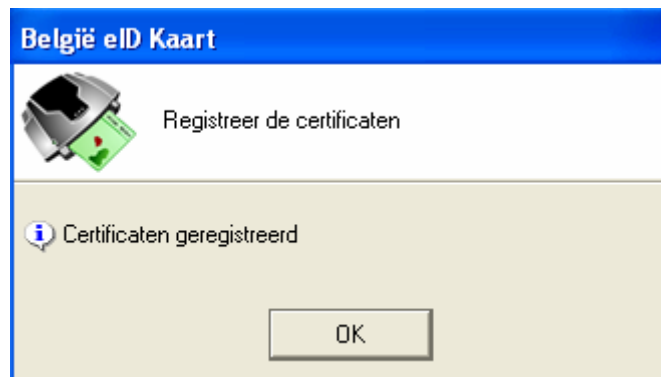 België eID Kaart
Registreer de certificaten
Certificaten geregistreerd
OK